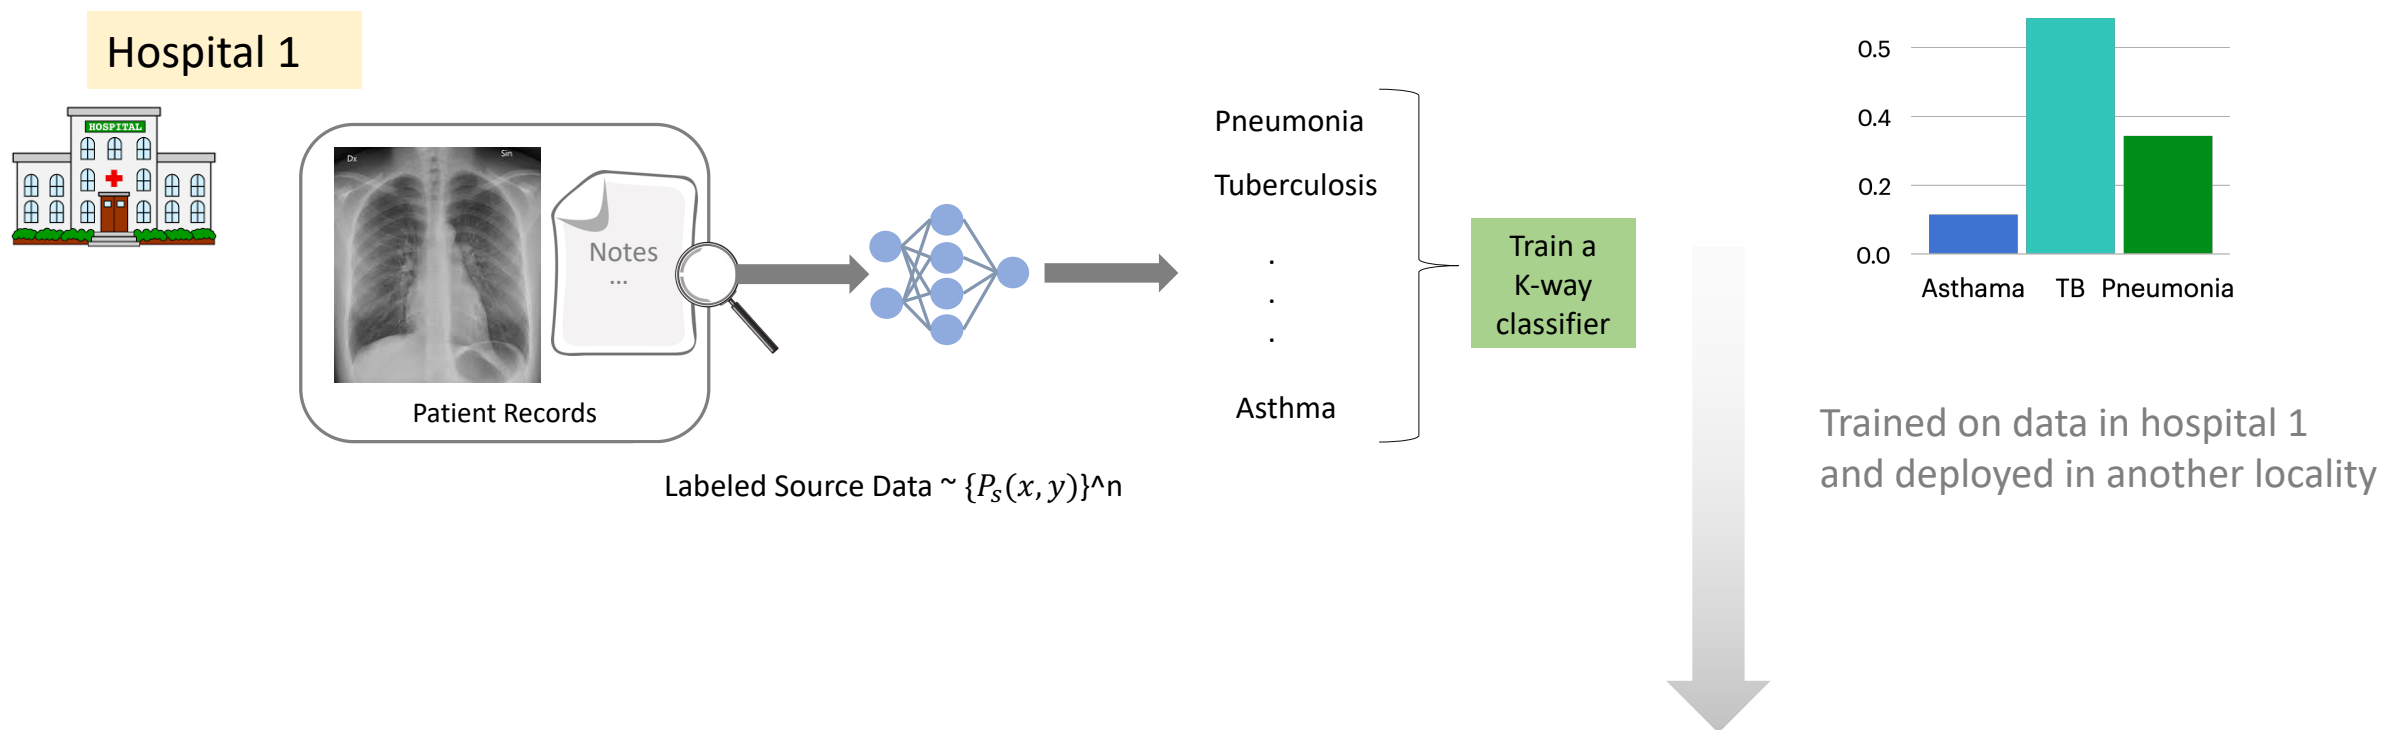 Hospital 1
HOSPITAL
Dx
Sin
Notes
...
Patient Records
Labeled Source Data ~ {𝑃ₛ(𝑥, 𝑦)}^n
Pneumonia
Tuberculosis
.
.
.
Asthma
Train a
K-way
classifier
0.5
0.4
0.2
0.0
Asthama TB Pneumonia
Trained on data in hospital 1
and deployed in another locality